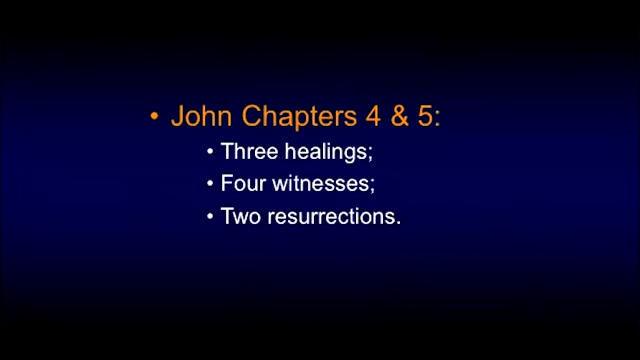 • John Chapters 4 & 5:
• Three healings;
• Four witnesses;
• Two resurrections.